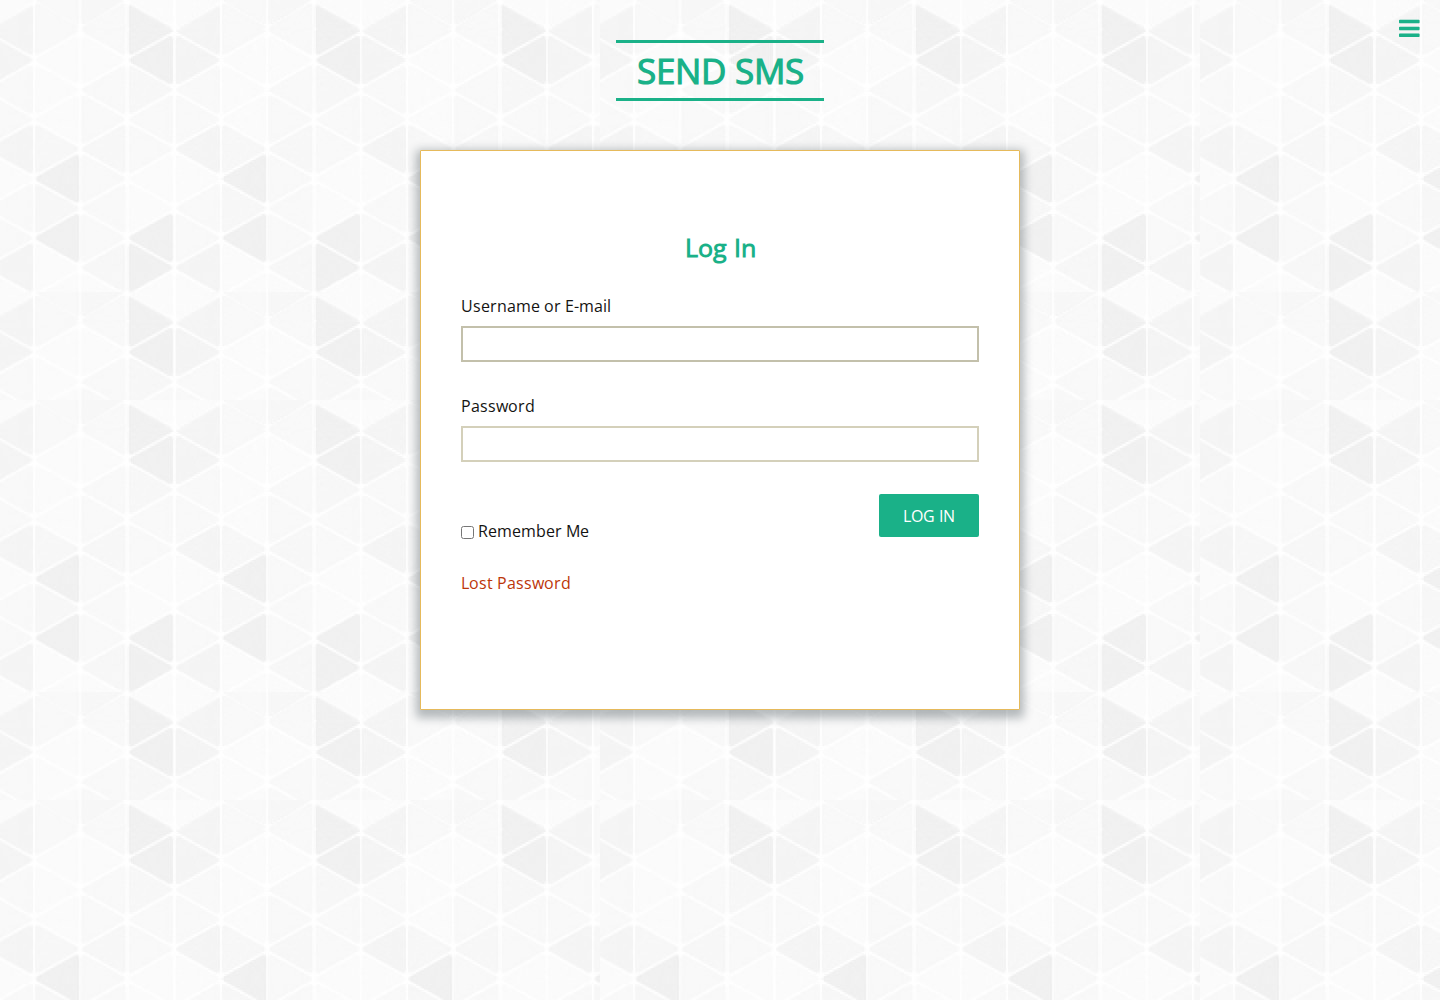 SEND SMS
Log In
Username or E-mail
Password
LOG IN
Remember Me
Lost Password